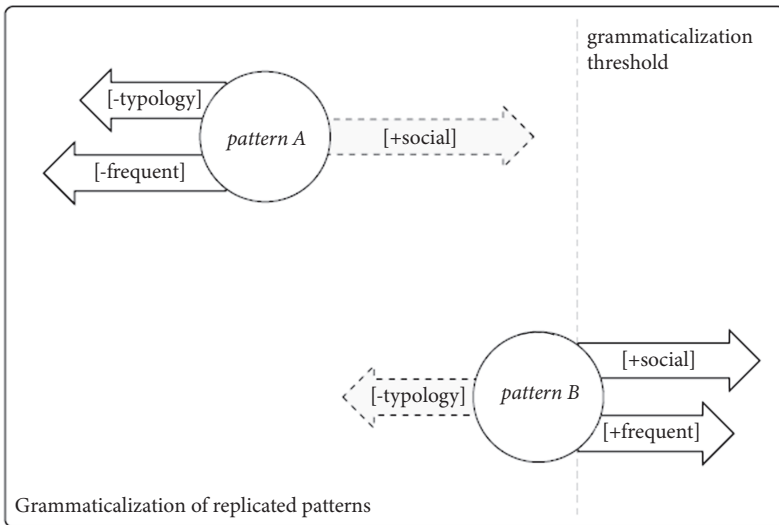 grammaticalization
threshold
[-typology]
pattern A
[+social]
[-frequent]
[+social]
[-typology]
pattern B
[+frequent]
Grammaticalization of replicated patterns